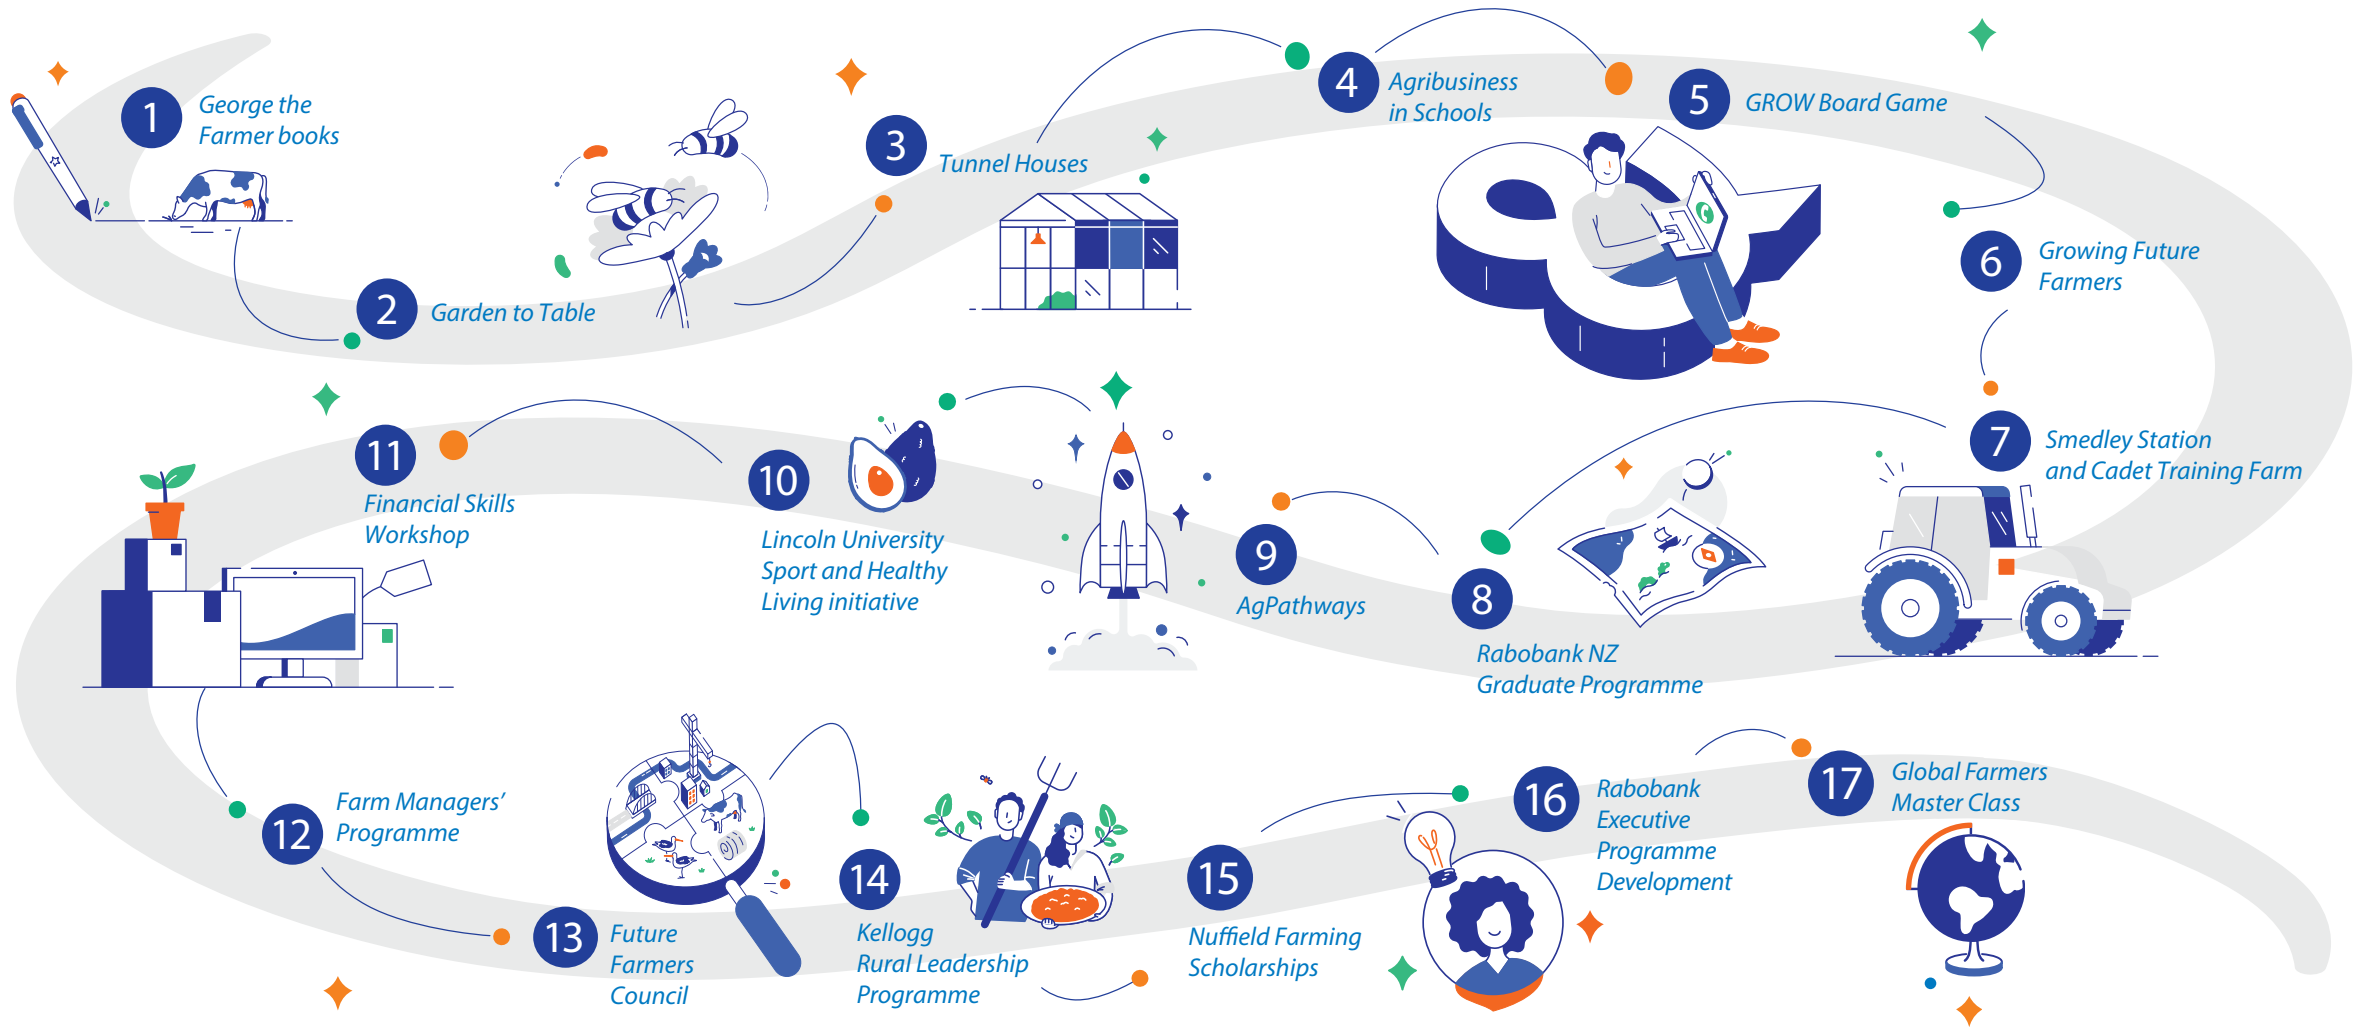 1
George the
Farmer books
2
Garden to Table
3
Tunnel Houses
4
Agribusiness
in Schools
5
GROW Board Game
6
Growing Future
Farmers
7
Smedley Station
and Cadet Training Farm
8
Rabobank NZ
Graduate Programme
9
AgPathways
10
Lincoln University
Sport and Healthy
Living initiative
11
Financial Skills
Workshop
12
Farm Managers’
Programme
13
Future
Farmers
Council
14
Kellogg
Rural Leadership
Programme
15
Nuffield Farming
Scholarships
16
Rabobank
Executive
Programme
Development
17
Global Farmers
Master Class